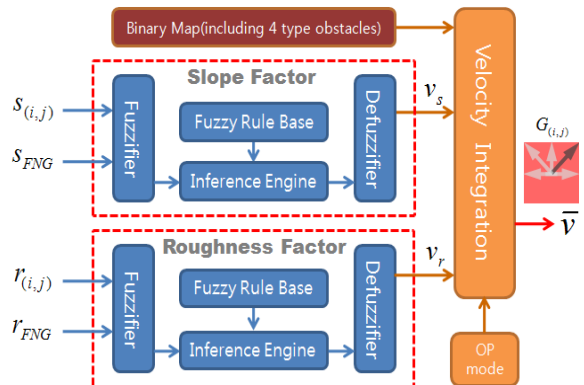 Binary Map(including 4 type obstacles)
Slope Factor
s(i,j)
sFNG
Fuzzifier
Fuzzy Rule Base
Inference Engine
Defuzzifier
vs
Velocity Integration
G(i,j)
v̄
Roughness Factor
r(i,j)
rFNG
Fuzzifier
Fuzzy Rule Base
Inference Engine
Defuzzifier
vr
OP
mode